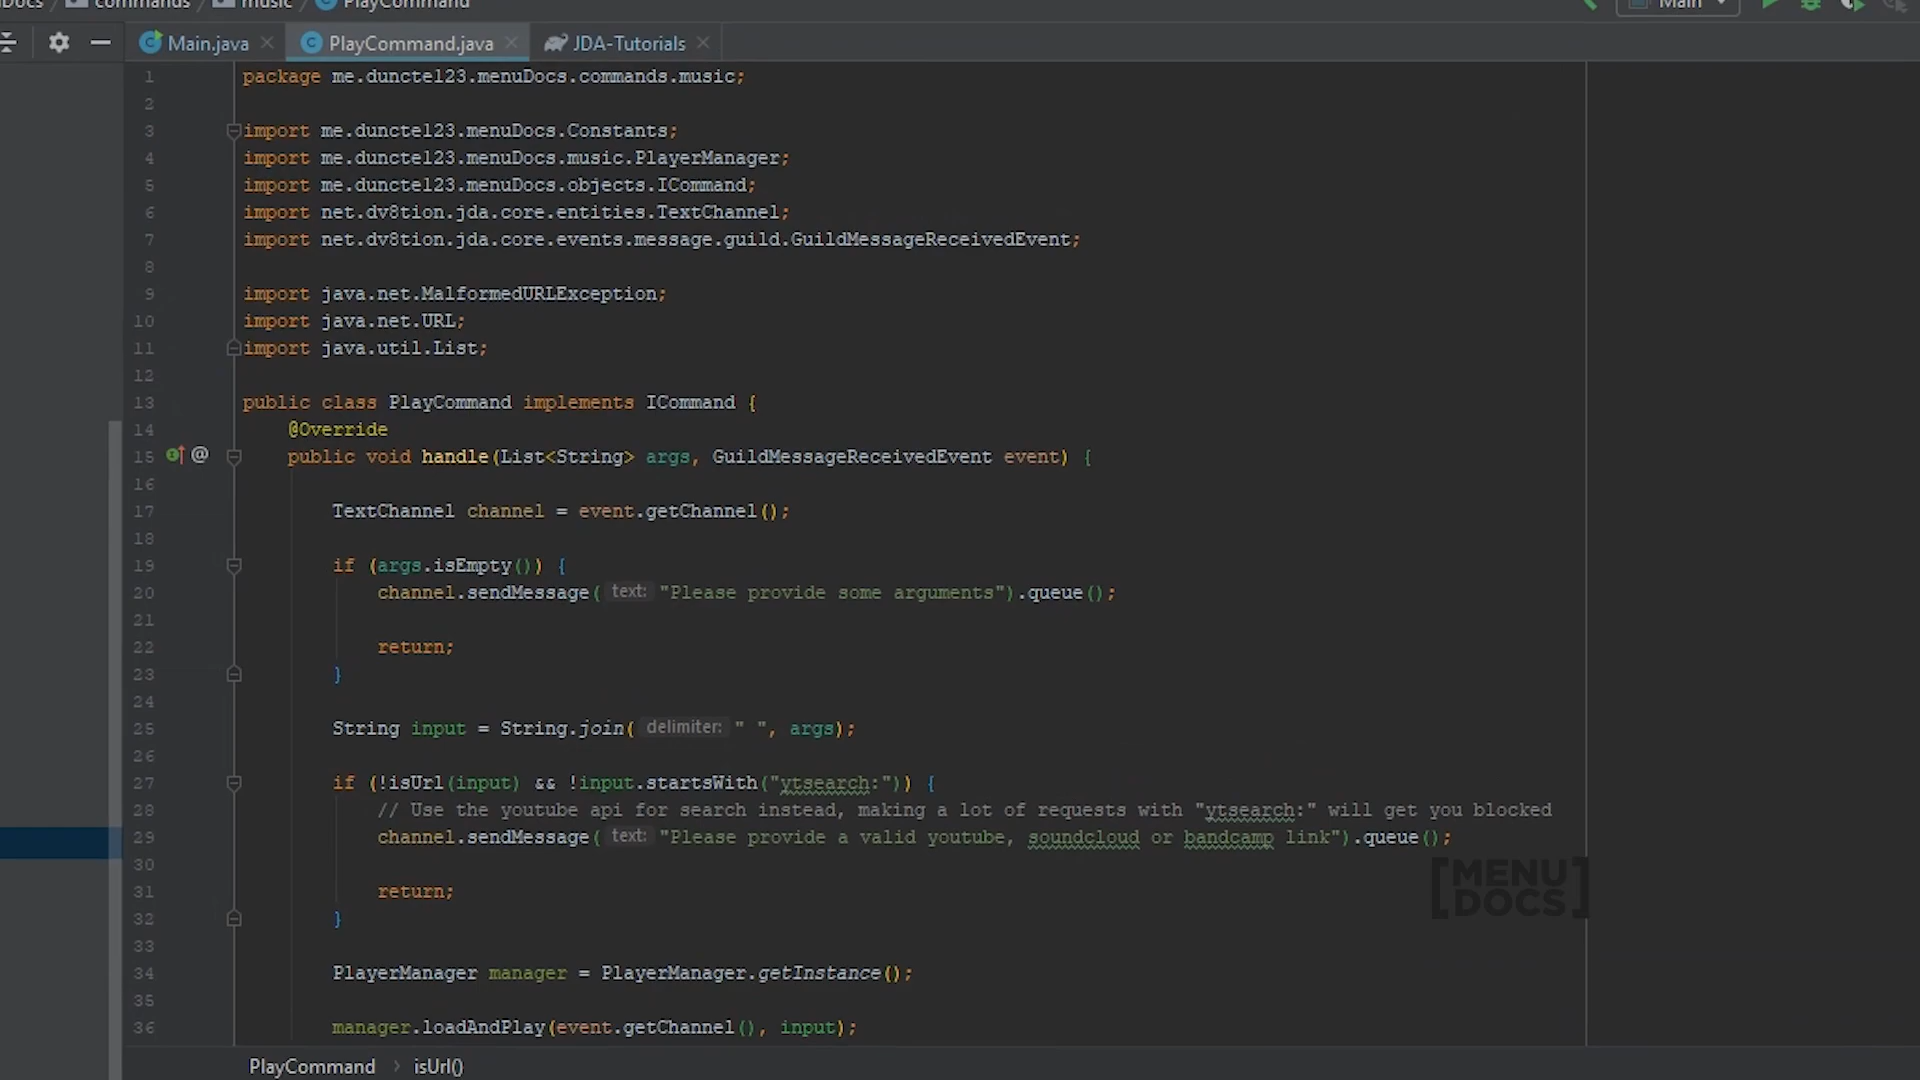 commands music PlayCommand Main
Main.java PlayCommand.java JDA-Tutorials
1 package me.duncte123.menuDocs.commands.music;
2
3 import me.duncte123.menuDocs.Constants;
4 import me.duncte123.menuDocs.music.PlayerManager;
5 import me.duncte123.menuDocs.objects.ICommand;
6 import net.dv8tion.jda.core.entities.TextChannel;
7 import net.dv8tion.jda.core.events.message.guild.GuildMessageReceivedEvent;
8
9 import java.net.MalformedURLException;
10 import java.net.URL;
11 import java.util.List;
12
13 public class PlayCommand implements ICommand {
14 @Override
15 @ public void handle(List<String> args, GuildMessageReceivedEvent event) {
16
17 TextChannel channel = event.getChannel();
18
19 if (args.isEmpty()) {
20 channel.sendMessage( text: "Please provide some arguments").queue();
21
22 return;
23 }
24
25 String input = String.join( delimiter: " ", args);
26
27 if (!isUrl(input) && !input.startsWith("ytsearch:")) {
28 // Use the youtube api for search instead, making a lot of requests with "ytsearch:" will get you blocked
29 channel.sendMessage( text: "Please provide a valid youtube, soundcloud or bandcamp link").queue();
30
31 return;
32 }
33
34 PlayerManager manager = PlayerManager.getInstance();
35
36 manager.loadAndPlay(event.getChannel(), input);
[MENU
DOCS]
PlayCommand › isUrl()